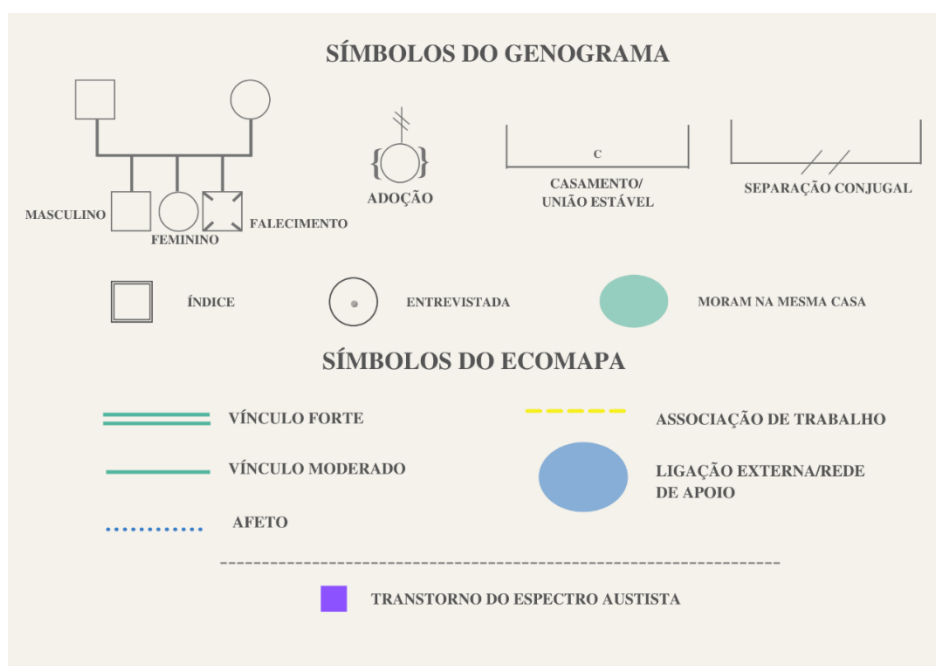 SÍMBOLOS DO GENOGRAMA
MASCULINO
FEMININO
FALECIMENTO
ADOÇÃO
C
CASAMENTO/
UNIÃO ESTÁVEL
SEPARAÇÃO CONJUGAL
ÍNDICE
ENTREVISTADA
MORAM NA MESMA CASA
SÍMBOLOS DO ECOMAPA
VÍNCULO FORTE
ASSOCIAÇÃO DE TRABALHO
VÍNCULO MODERADO
LIGAÇÃO EXTERNA/REDE
DE APOIO
AFETO
TRANSTORNO DO ESPECTRO AUSTISTA